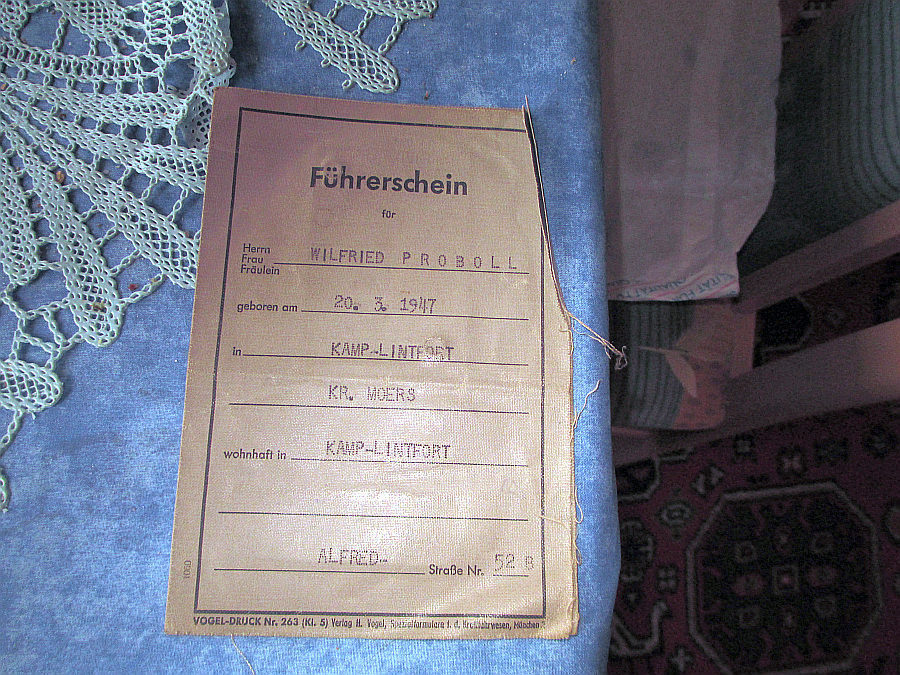 Führerschein
für
Herrn
Frau
Fräulein
WILFRIED PROBOLL
geboren am 20. 3. 1947
in KAMP-LINTFORT
KR. MOERS
wohnhaft in KAMP-LINTFORT
ALFRED- Straße Nr. 52 B
VOGEL-DRUCK Nr. 263 (Kl. 5) Verlag H. Vogel, Spezialformulare f. d. Kraftfahrwesen, München